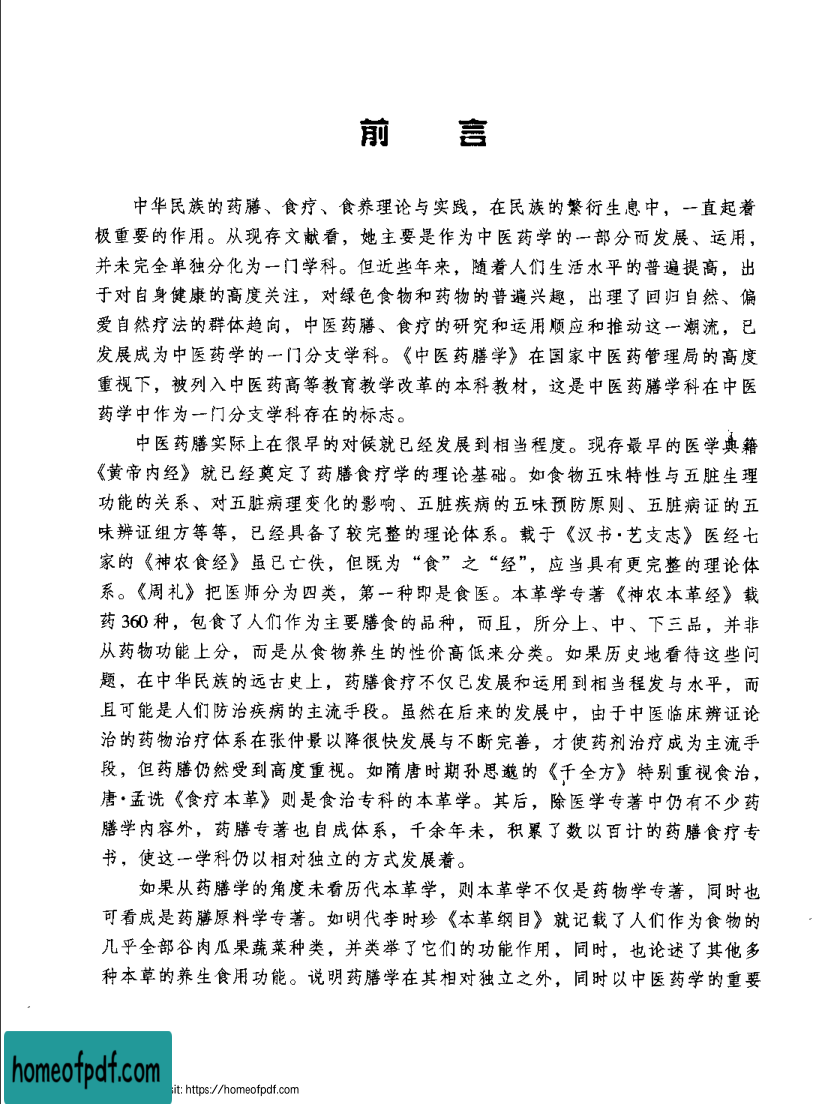 前 言
中华民族的药膳、食疗、食养理论与实践，在民族的繁衍生息中，一直起着
极重要的作用。从现存文献看，她主要是作为中医药学的一部分而发展、运用，
并未完全单独分化为一门学科。但近些年来，随着人们生活水平的普遍提高，出
于对自身健康的高度关注，对绿色食物和药物的普遍兴趣，出理了回归自然、偏
爱自然疗法的群体趋向，中医药膳、食疗的研究和运用顺应和推动这一潮流，已
发展成为中医药学的一门分支学科。《中医药膳学》在国家中医药管理局的高度
重视下，被列入中医药高等教育教学改革的本科教材，这是中医药膳学科在中医
药学中作为一门分支学科存在的标志。
中医药膳实际上在很早的对候就已经发展到相当程度。现存最早的医学典籍
《黄帝内经》就已经奠定了药膳食疗学的理论基础。如食物五味特性与五脏生理
功能的关系、对五脏病理变化的影响、五脏疾病的五味预防原则、五脏病证的五
味辨证组方等等，已经具备了较完整的理论体系。载于《汉书·艺支志》医经七
家的《神农食经》虽已亡佚，但既为“食”之“经”，应当具有更完整的理论体
系。《周礼》把医师分为四类，第一种即是食医。本草学专著《神农本草经》载
药360种，包食了人们作为主要膳食的品种，而且，所分上、中、下三品，并非
从药物功能上分，而是从食物养生的性价高低来分类。如果历史地看待这些问
题，在中华民族的远古史上，药膳食疗不仅已发展和运用到相当程发与水平，而
且可能是人们防治疾病的主流手段。虽然在后来的发展中，由于中医临床辨证论
治的药物治疗体系在张仲景以降很快发展与不断完善，才使药剂治疗成为主流手
段，但药膳仍然受到高度重视。如隋唐时期孙思邈的《千全方》特别重视食治，
唐·孟诜《食疗本草》则是食治专科的本草学。其后，除医学专著中仍有不少药
膳学内容外，药膳专著也自成体系，千余年未，积累了数以百计的药膳食疗专
书，使这一学科仍以相对独立的方式发展着。
如果从药膳学的角度未看历代本草学，则本草学不仅是药物学专著，同时也
可看成是药膳原料学专著。如明代李时珍《本草纲目》就记载了人们作为食物的
几乎全部谷肉瓜果蔬菜种类，并类举了它们的功能作用，同时，也论述了其他多
种本草的养生食用功能。说明药膳学在其相对独立之外，同时以中医药学的重要
homeofpdf.com
sit: https://homeofpdf.com